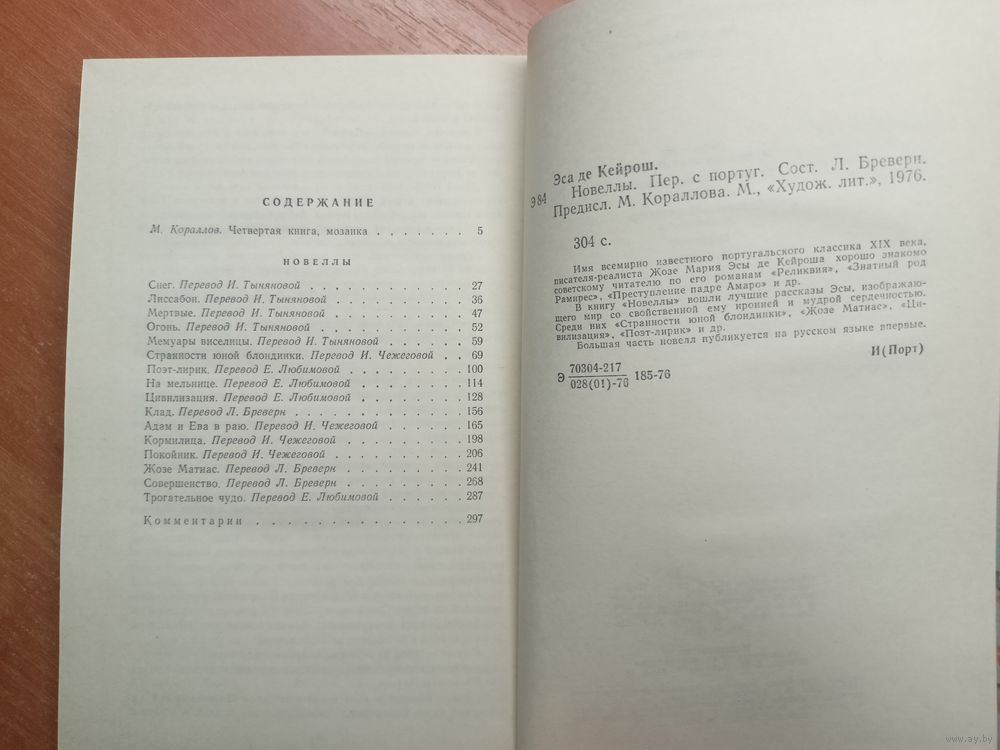 СОДЕРЖАНИЕ
М. Кораллов. Четвертая книга, мозаика . . . . . . . 5
НОВЕЛЛЫ
Снег. Перевод И. Тыняновой . . . . . . . . . . 27
Лиссабон. Перевод И. Тыняновой . . . . . . . . 36
Мертвые. Перевод И. Тыняновой . . . . . . . . 47
Огонь. Перевод И. Тыняновой . . . . . . . . . 52
Мемуары виселицы. Перевод И. Тыняновой . . . . . 59
Странности юной блондинки. Перевод И. Чежеговой . . 69
Поэт-лирик. Перевод Е. Любимовой . . . . . . . 100
На мельнице. Перевод Е. Любимовой . . . . . . . 114
Цивилизация. Перевод Е. Любимовой . . . . . . . 128
Клад. Перевод Л. Бреверн . . . . . . . . . . 156
Адам и Ева в раю. Перевод И. Чежеговой . . . . . 165
Кормилица. Перевод И. Чежеговой . . . . . . . 198
Покойник. Перевод И. Чежеговой . . . . . . . . 206
Жозе Матиас. Перевод Л. Бреверн . . . . . . . . 241
Совершенство. Перевод Л. Бреверн . . . . . . . 268
Трогательное чудо. Перевод Е. Любимовой . . . . . 287
Комментарии . . . . . . . . . . . . . 297
Эса де Кейрош.
Э 84 Новеллы. Пер. с португ. Сост. Л. Бреверн.
Предисл. М. Кораллова. М., «Худож. лит.», 1976.
304 с.
Имя всемирно известного португальского классика XIX века,
писателя-реалиста Жозе Мария Эсы де Кейроша хорошо знакомо
советскому читателю по его романам «Реликвия», «Знатный род
Рамирес», «Преступление падре Амаро» и др.
В книгу «Новеллы» вошли лучшие рассказы Эсы, изображаю-
щего мир со свойственной ему иронией и мудрой сердечностью.
Среди них «Странности юной блондинки», «Жозе Матиас», «Ци-
вилизация», «Поэт-лирик» и др.
Большая часть новелл публикуется на русском языке впервые.
Э 70304-217
028(01)-76 185-76
И(Порт)
www.ay.by